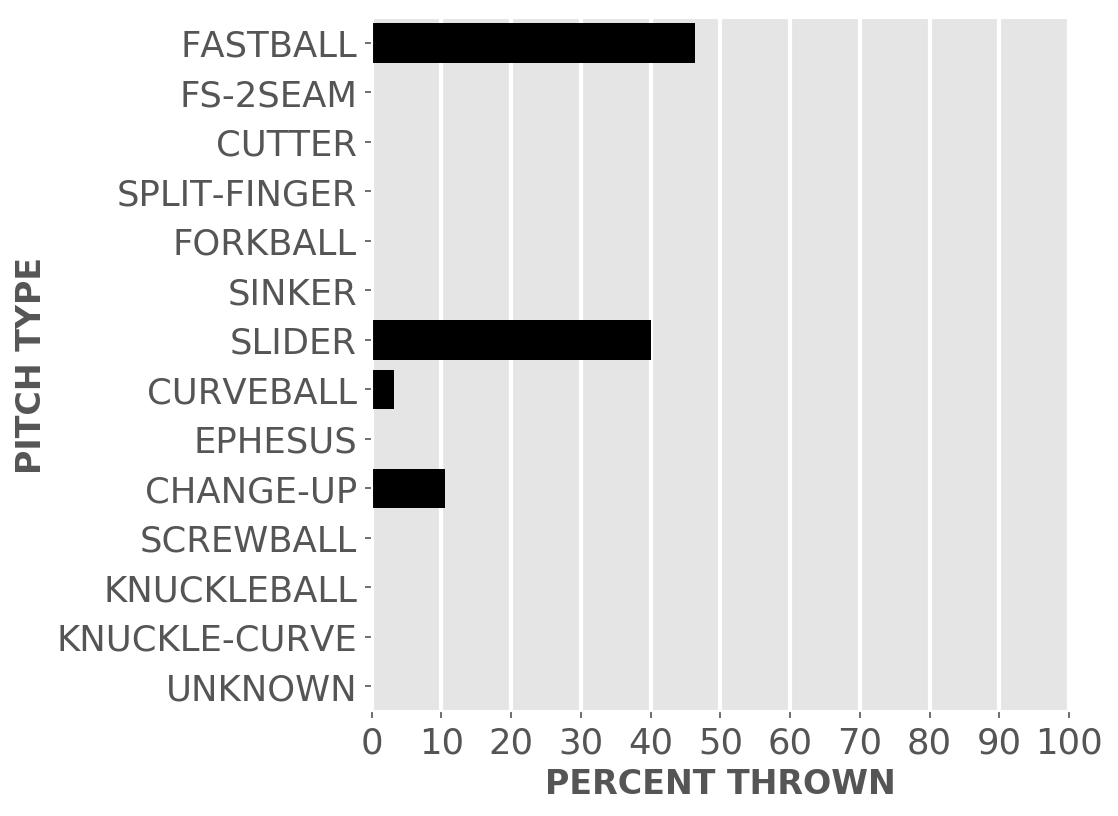 FASTBALL
FS-2SEAM
CUTTER
SPLIT-FINGER
FORKBALL
SINKER
SLIDER
CURVEBALL
EPHESUS
CHANGE-UP
SCREWBALL
KNUCKLEBALL
KNUCKLE-CURVE
UNKNOWN
PITCH TYPE
0 10 20 30 40 50 60 70 80 90 100
PERCENT THROWN